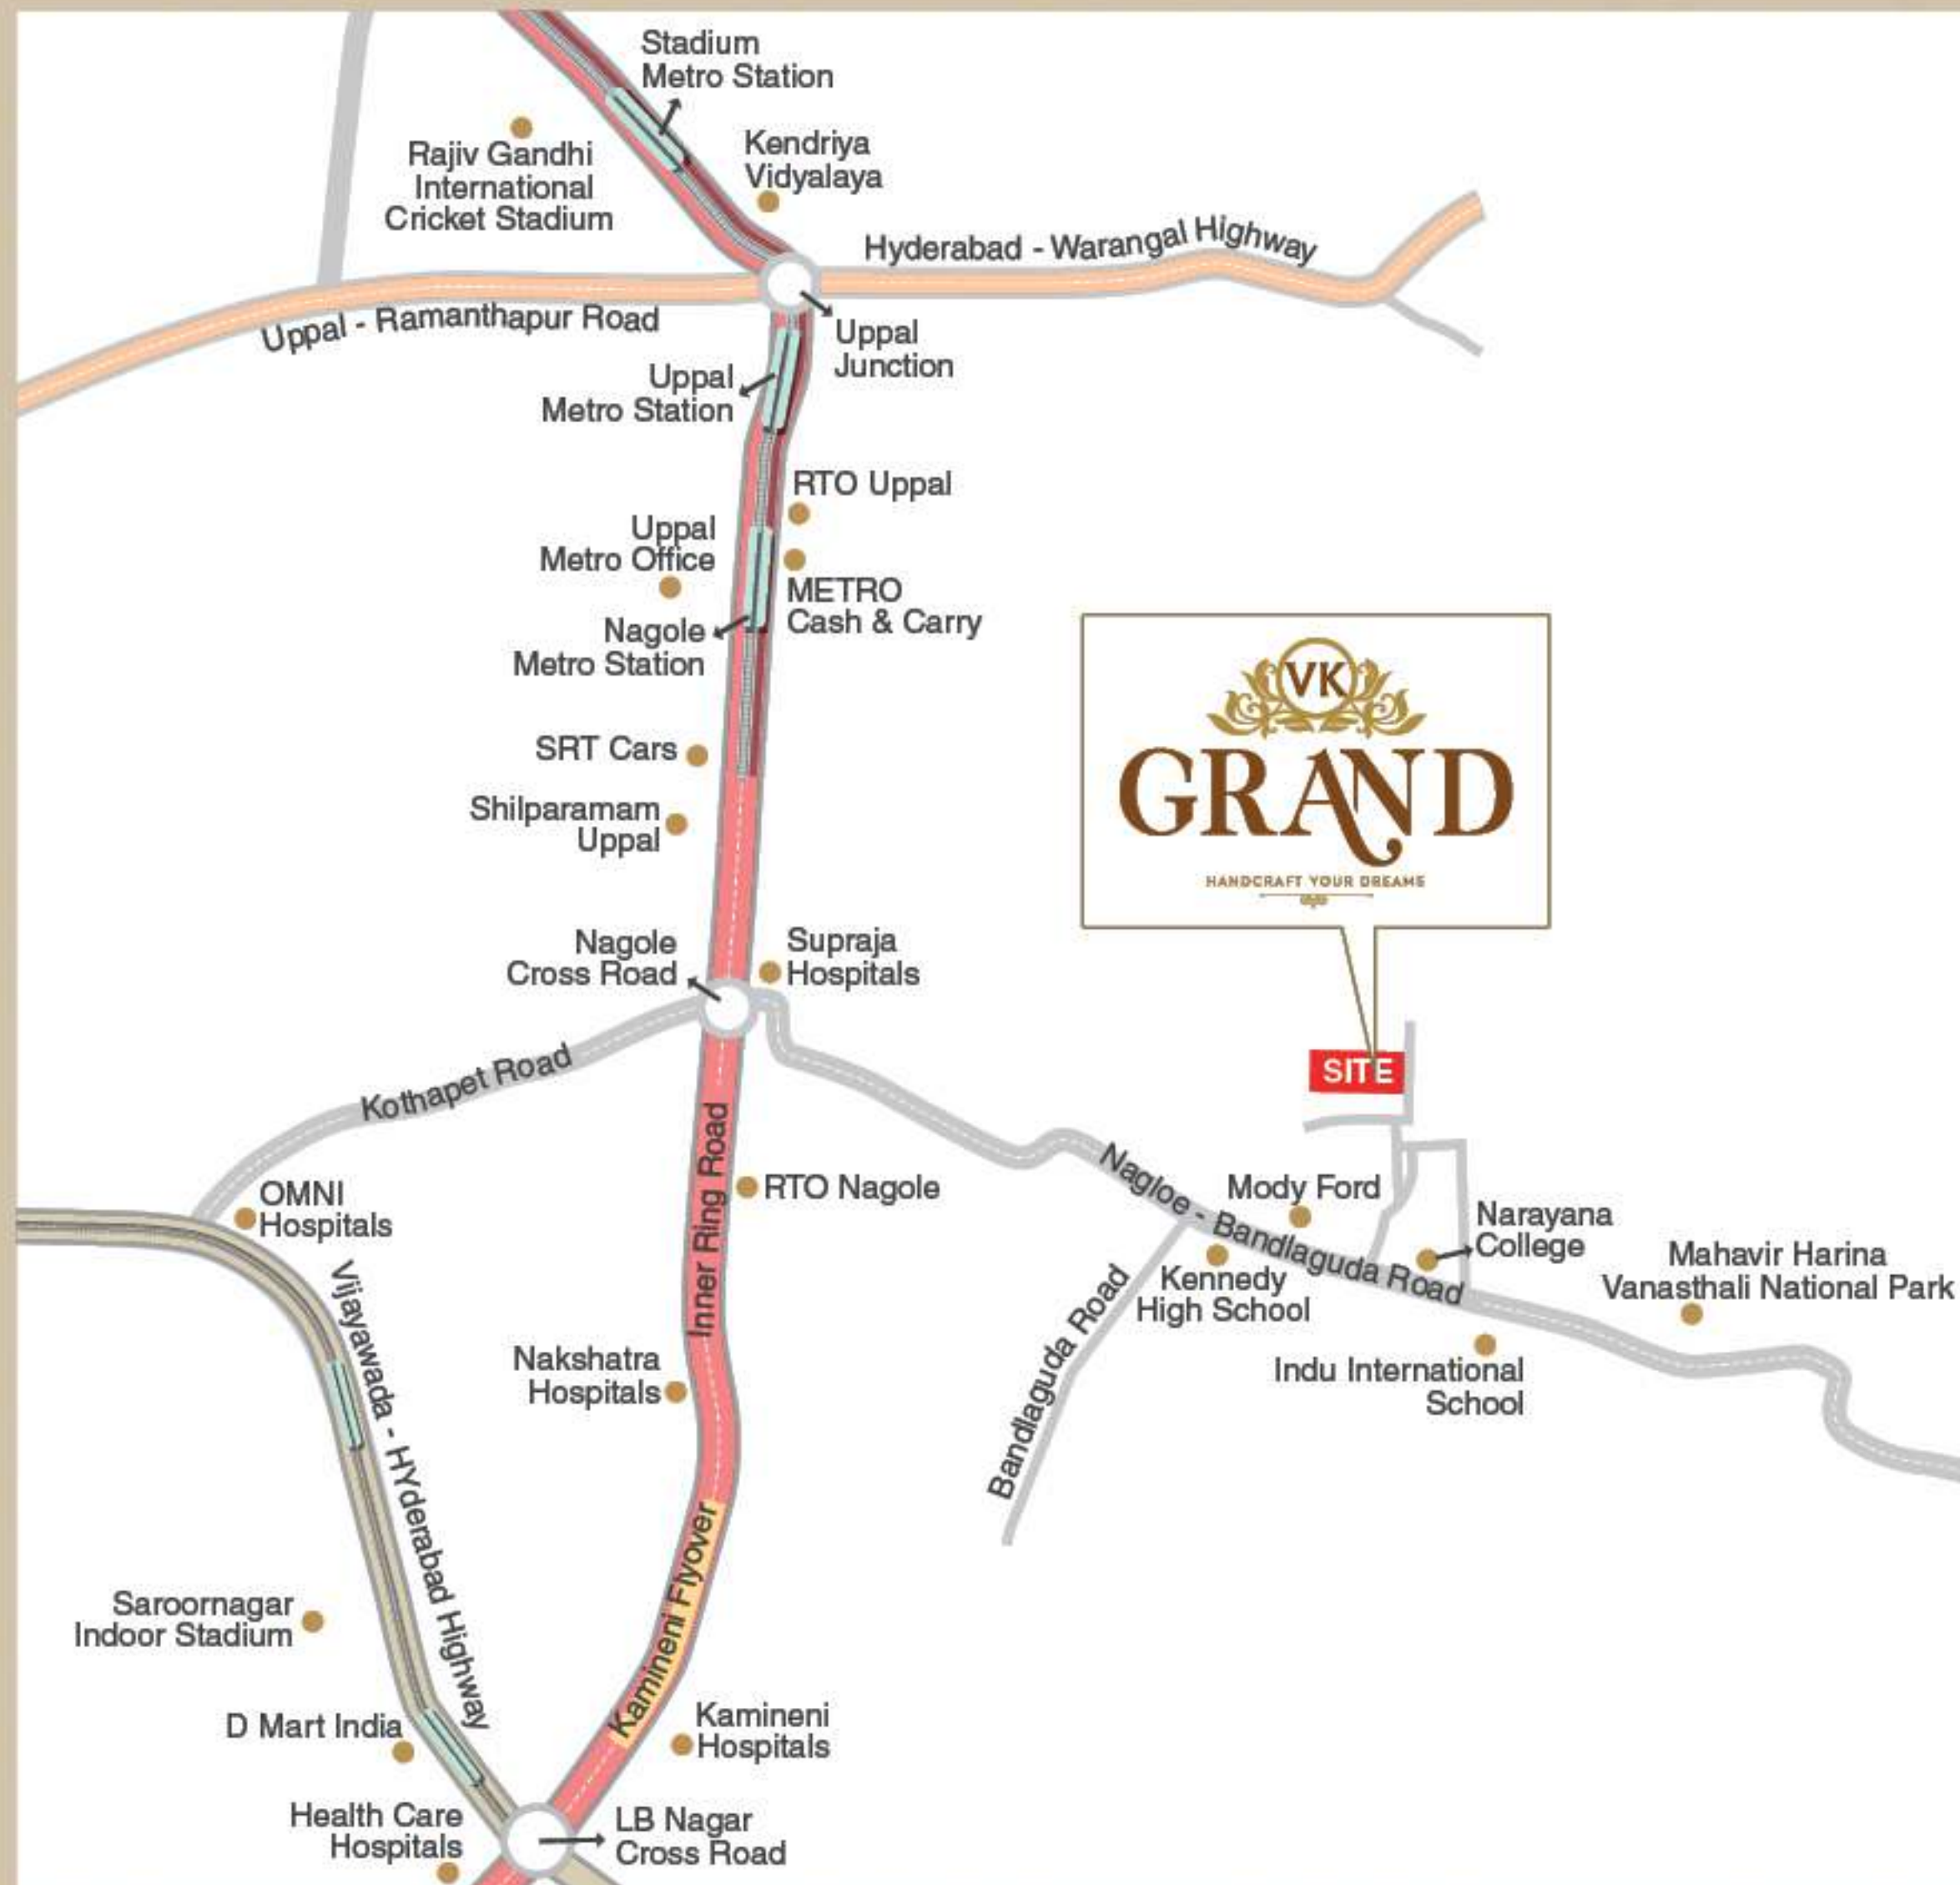 Stadium
Metro Station
Rajiv Gandhi
International
Cricket Stadium
Kendriya
Vidyalaya
Hyderabad - Warangal Highway
Uppal - Ramanthapur Road
Uppal
Junction
Uppal
Metro Station
RTO Uppal
Uppal
Metro Office
METRO
Cash & Carry
Nagole
Metro Station
VK
GRAND
HANDCRAFT YOUR DREAMS
SRT Cars
Shilparamam
Uppal
Nagole
Cross Road
Supraja
Hospitals
SITE
Kothapet Road
Inner Ring Road
RTO Nagole
Nagloe - Bandlaguda Road
Mody Ford
Narayana
College
Mahavir Harina
Vanasthali National Park
Kennedy
High School
Indu International
School
Bandlaguda Road
OMNI
Hospitals
Vijayawada - HYderabad Highway
Nakshatra
Hospitals
Kamineni Flyover
Saroornagar
Indoor Stadium
D Mart India
Kamineni
Hospitals
Health Care
Hospitals
LB Nagar
Cross Road